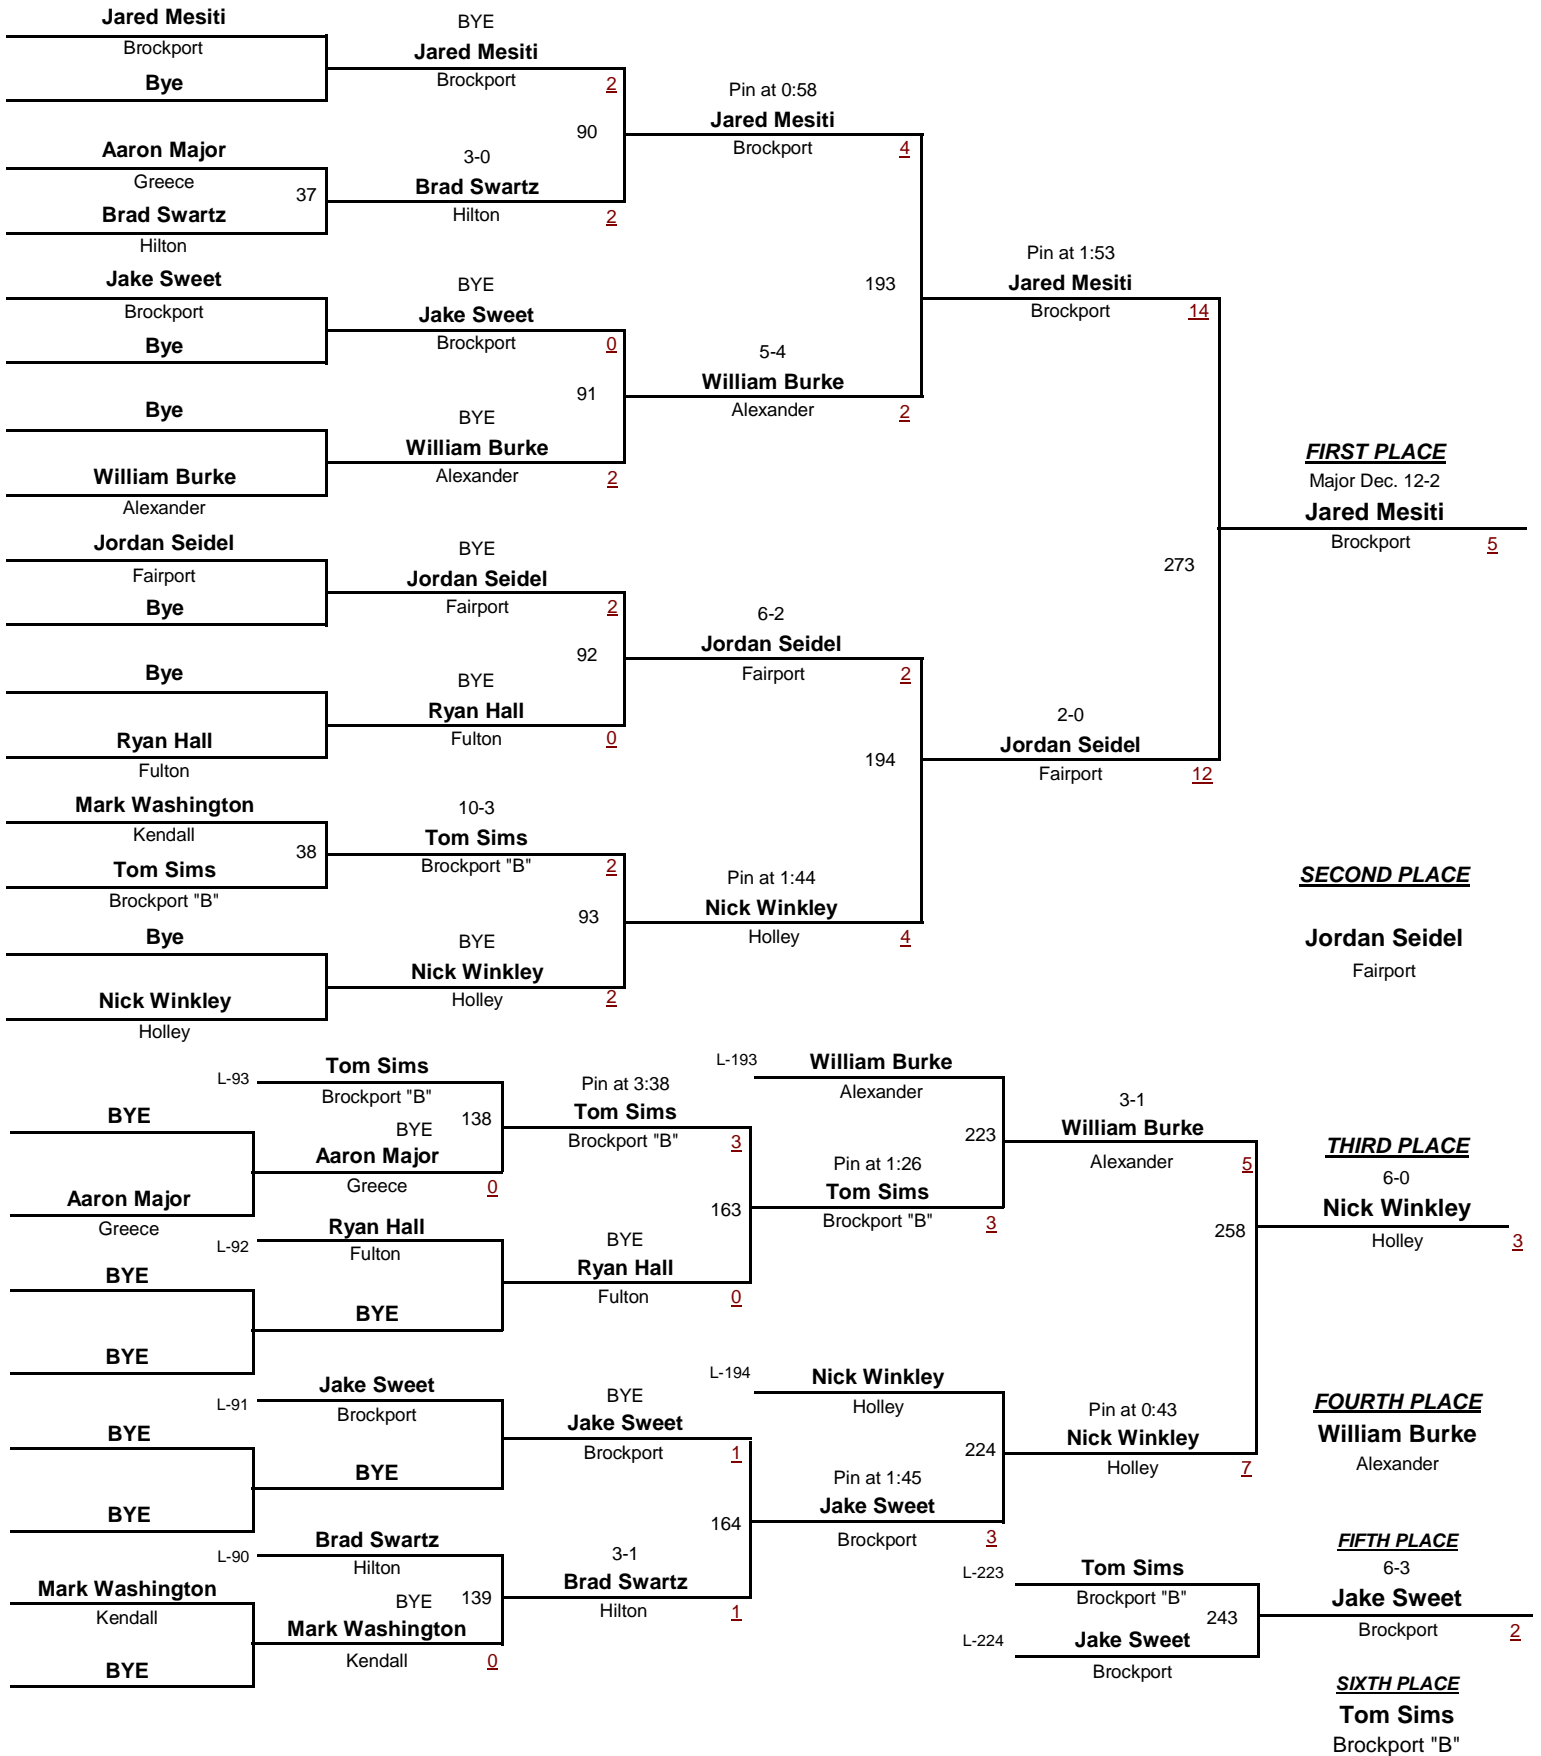 Jared Mesiti
Brockport
Bye
Aaron Major
Greece
37
Brad Swartz
Hilton
Jake Sweet
Brockport
Bye
Bye
William Burke
Alexander
Jordan Seidel
Fairport
Bye
Bye
Ryan Hall
Fulton
Mark Washington
Kendall
38
Tom Sims
Brockport "B"
Bye
Nick Winkley
Holley
BYE
Jared Mesiti
Brockport
2
90
3-0
Brad Swartz
Hilton
2
BYE
Jake Sweet
Brockport
0
91
BYE
William Burke
Alexander
2
BYE
Jordan Seidel
Fairport
2
92
BYE
Ryan Hall
Fulton
0
10-3
Tom Sims
Brockport "B"
2
93
BYE
Nick Winkley
Holley
2
Pin at 0:58
Jared Mesiti
Brockport
4
193
5-4
William Burke
Alexander
2
6-2
Jordan Seidel
Fairport
2
194
Pin at 1:44
Nick Winkley
Holley
4
Pin at 1:53
Jared Mesiti
Brockport
14
273
2-0
Jordan Seidel
Fairport
12
FIRST PLACE
Major Dec. 12-2
Jared Mesiti
Brockport
5
SECOND PLACE
Jordan Seidel
Fairport
BYE
Aaron Major
Greece
BYE
BYE
BYE
BYE
Mark Washington
Kendall
BYE
L-93
Tom Sims
Brockport "B"
138
BYE
Aaron Major
Greece
0
L-92
Ryan Hall
Fulton
BYE
L-91
Jake Sweet
Brockport
BYE
L-90
Brad Swartz
Hilton
BYE
139
Mark Washington
Kendall
0
Pin at 3:38
Tom Sims
Brockport "B"
3
163
BYE
Ryan Hall
Fulton
0
BYE
Jake Sweet
Brockport
1
164
3-1
Brad Swartz
Hilton
1
L-193
William Burke
Alexander
223
Pin at 1:26
Tom Sims
Brockport "B"
3
L-194
Nick Winkley
Holley
224
Pin at 1:45
Jake Sweet
Brockport
3
3-1
William Burke
Alexander
5
258
Pin at 0:43
Nick Winkley
Holley
7
THIRD PLACE
6-0
Nick Winkley
Holley
3
FOURTH PLACE
William Burke
Alexander
L-223
Tom Sims
Brockport "B"
243
L-224
Jake Sweet
Brockport
FIFTH PLACE
6-3
Jake Sweet
Brockport
2
SIXTH PLACE
Tom Sims
Brockport "B"